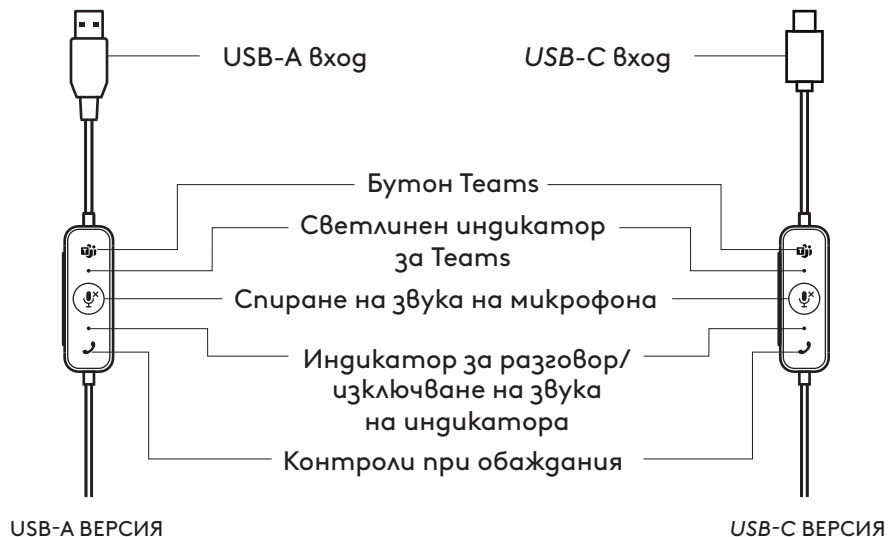 USB-A вход
USB-C вход
Бутон Teams
Светлинен индикатор
за Teams
Спиране на звука на микрофона
Индикатор за разговор/
изключване на звука
на индикатора
Контроли при обаждания
USB-A ВЕРСИЯ
USB-C ВЕРСИЯ